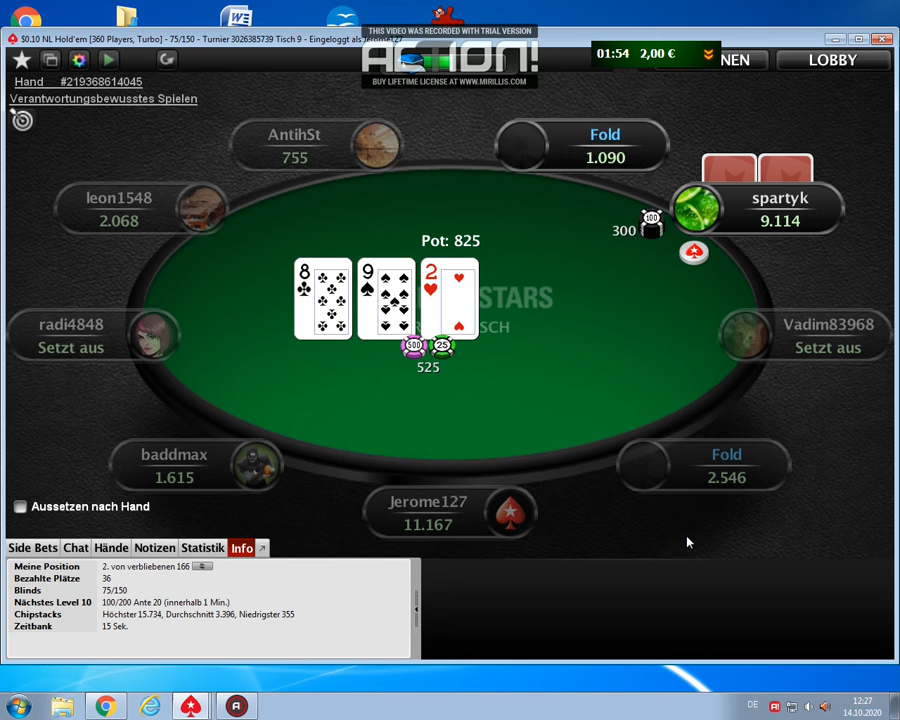 THIS VIDEO WAS RECORDED WITH TRIAL VERSION
ACTION!
BUY LIFETIME LICENSE AT WWW.MIRILLIS.COM
$0.10 NL Hold'em [360 Players, Turbo] - 75/150 - Turnier 3026385739 Tisch 9 - Eingeloggt als Jerome127
01:54 2,00 €
NEN
LOBBY
Hand #219368614045
Verantwortungsbewusstes Spielen
AntihSt
755
Fold
1.090
leon1548
2.068
spartyk
9.114
300
100
Pot: 825
8
9
2
STARS
SCH
500
25
525
radi4848
Setzt aus
Vadim83968
Setzt aus
baddmax
1.615
Fold
2.546
Jerome127
11.167
Aussetzen nach Hand
Side Bets
Chat
Hände
Notizen
Statistik
Info
Meine Position 2. von verbliebenen 166
Bezahlte Plätze 36
Blinds 75/150
Nächstes Level 10 100/200 Ante 20 (innerhalb 1 Min.)
Chipstacks Höchster 15.734, Durchschnitt 3.396, Niedrigster 355
Zeitbank 15 Sek.
DE
12:27
14.10.2020